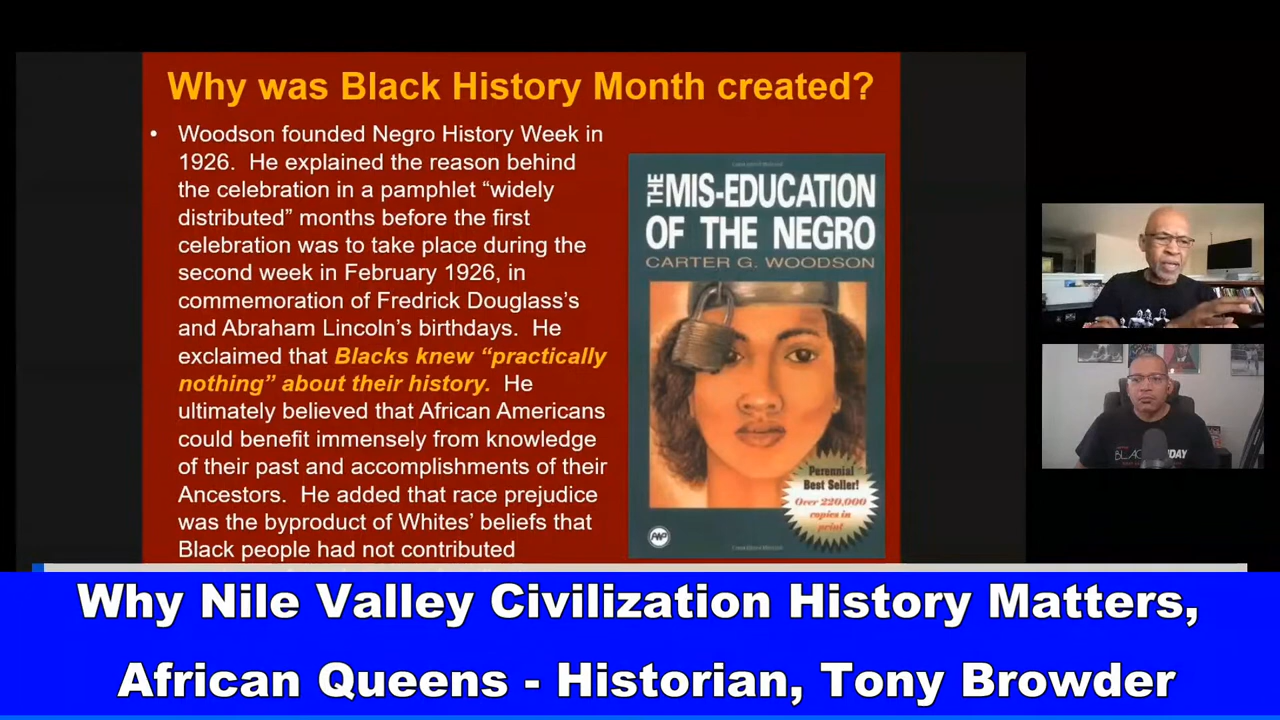 Why was Black History Month created?
• Woodson founded Negro History Week in
1926. He explained the reason behind
the celebration in a pamphlet “widely
distributed” months before the first
celebration was to take place during the
second week in February 1926, in
commemoration of Fredrick Douglass’s
and Abraham Lincoln’s birthdays. He
exclaimed that Blacks knew “practically
nothing” about their history. He
ultimately believed that African Americans
could benefit immensely from knowledge
of their past and accomplishments of their
Ancestors. He added that race prejudice
was the byproduct of Whites’ beliefs that
Black people had not contributed
THE MIS-EDUCATION
OF THE NEGRO
CARTER G. WOODSON
Perennial
Best Seller!
Over 220,000
copies in
print
AWP
Why Nile Valley Civilization History Matters,
African Queens - Historian, Tony Browder